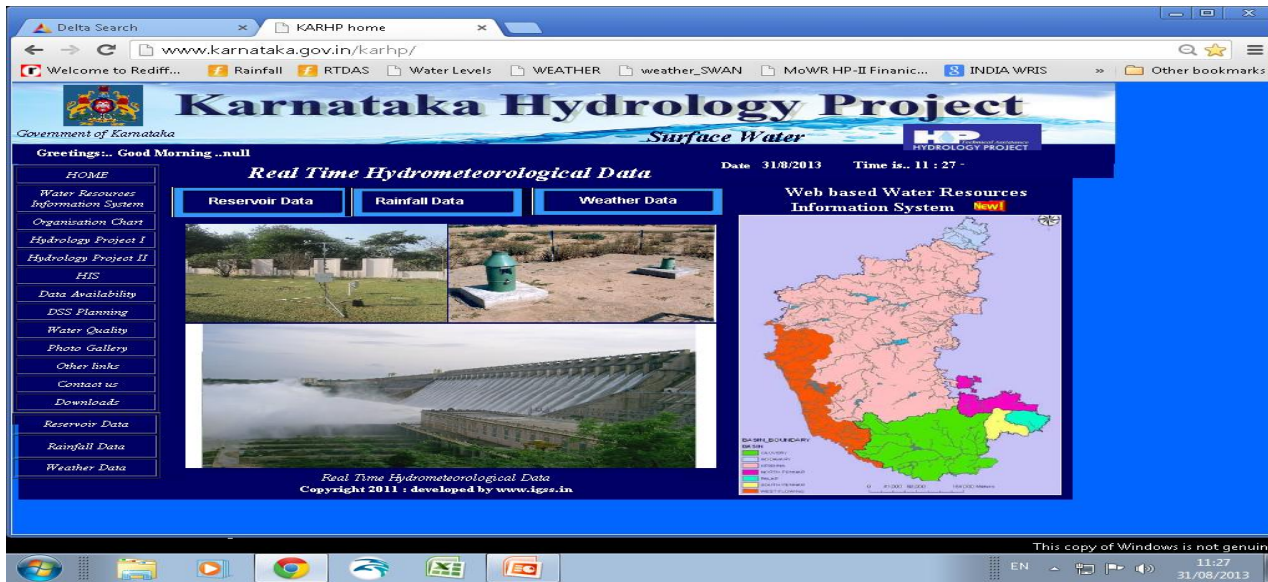 Delta Search
KARHP home
www.karnataka.gov.in/karhp/
Welcome to Rediff...
Rainfall
RTDAS
Water Levels
WEATHER
weather_SWAN
MoWR HP-II Finanic...
INDIA WRIS
»
Other bookmarks
Karnataka Hydrology Project
Government of Karnataka
Surface Water
HP
Technical Assistance
HYDROLOGY PROJECT
Greetings:.. Good Morning ..null
Date 31/8/2013 Time is.. 11 : 27 -
HOME
Water Resources
Information System
Organisation Chart
Hydrology Project I
Hydrology Project II
HIS
Data Availability
DSS Planning
Water Quality
Photo Gallery
Other links
Contact us
Downloads
Reservoir Data
Rainfall Data
Weather Data
Real Time Hydrometeorological Data
Reservoir Data
Rainfall Data
Weather Data
Web based Water Resources
Information System New!
BASIN_BOUNDARY
BASIN
Real Time Hydrometeorological Data
Copyright 2011 : developed by www.igss.in
This copy of Windows is not genuin
EN
11:27
31/08/2013